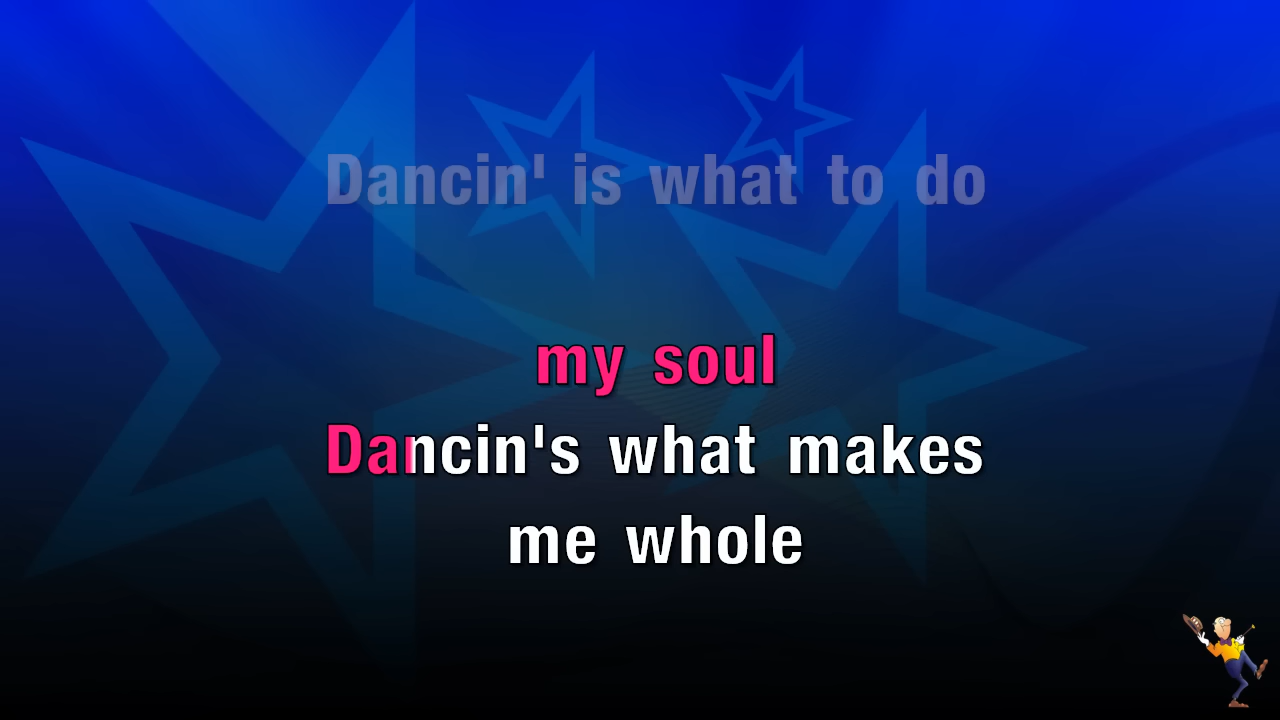 Dancin' is what to do
my soul
Dancin's what makes
me whole